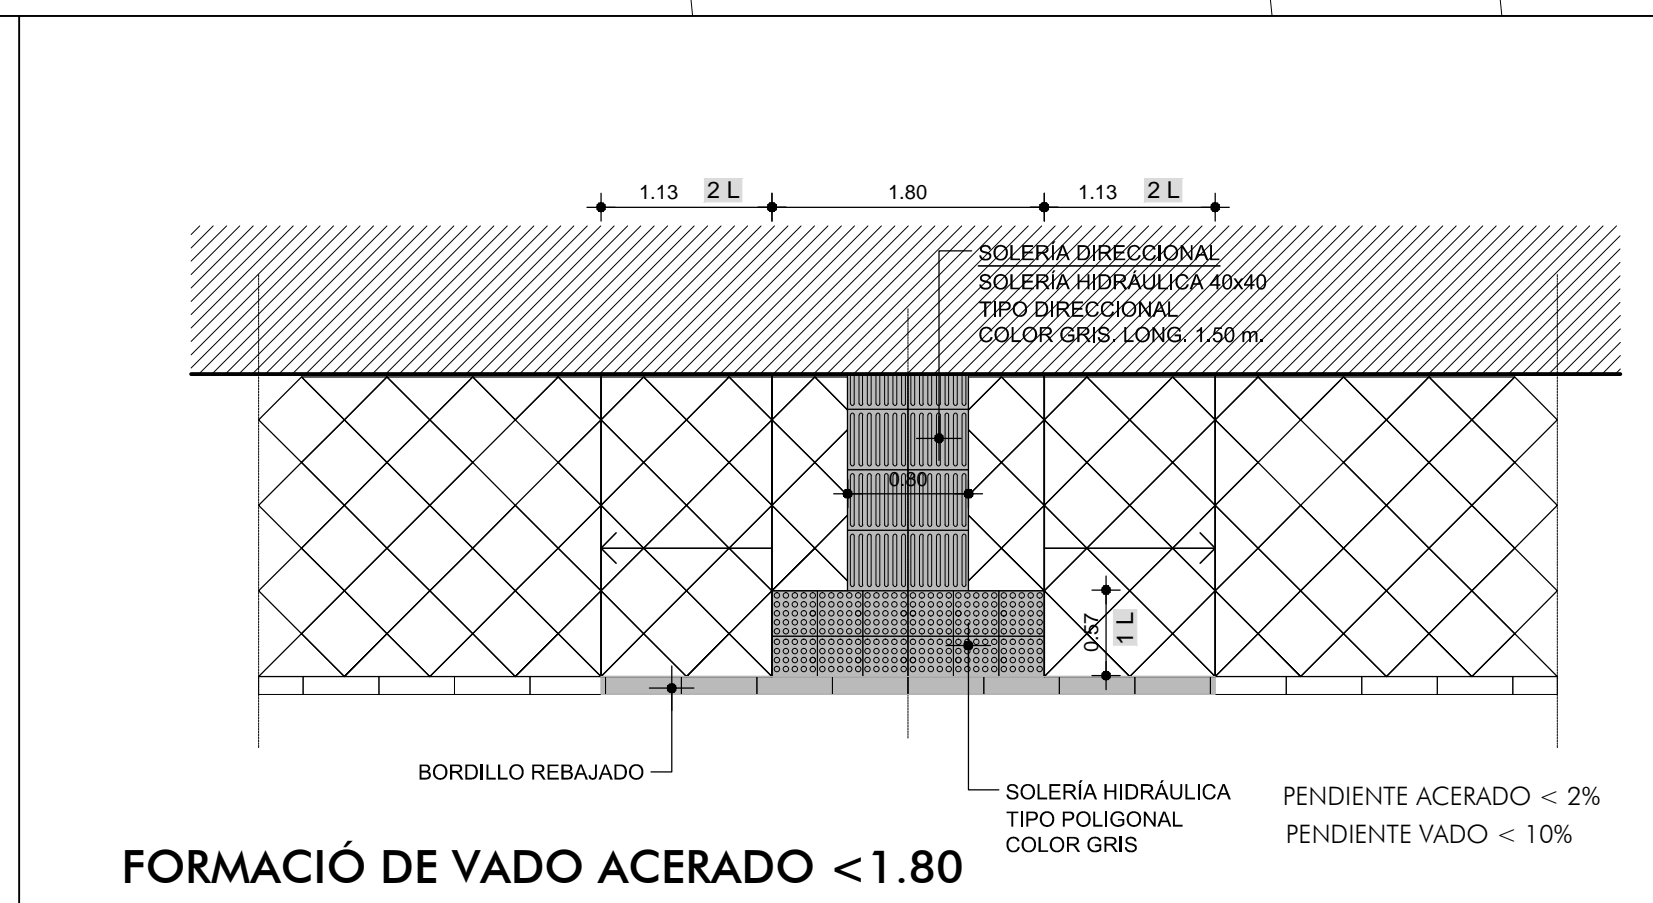 1.13 2 L 1.80 1.13 2 L
SOLERÍA DIRECCIONAL
SOLERÍA HIDRÁULICA 40x40
TIPO DIRECCIONAL
COLOR GRIS. LONG. 1.50 m.
0.80
0.57
1 L
BORDILLO REBAJADO
SOLERÍA HIDRÁULICA
TIPO POLIGONAL
COLOR GRIS
PENDIENTE ACERADO < 2%
PENDIENTE VADO < 10%
FORMACIÓ DE VADO ACERADO <1.80